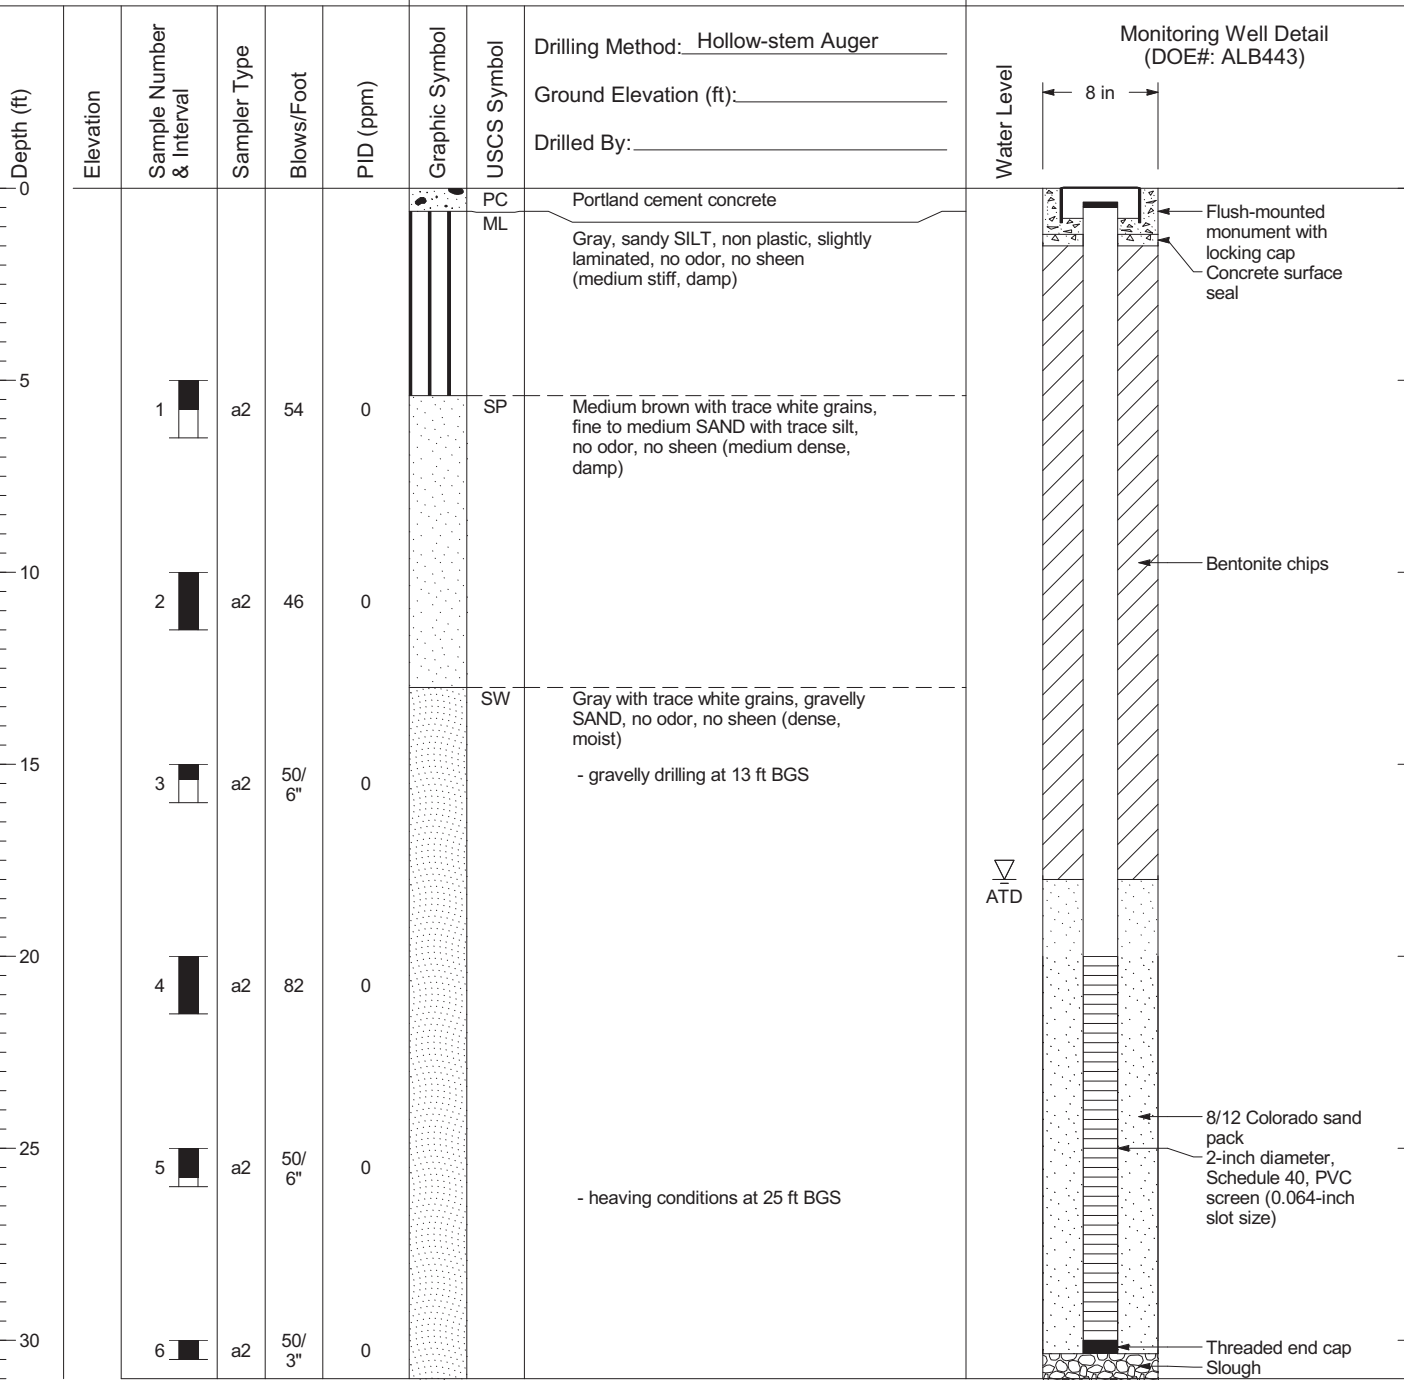 Depth (ft)
Elevation
Sample Number
& Interval
Sampler Type
Blows/Foot
PID (ppm)
Graphic Symbol
USCS Symbol
Drilling Method: Hollow-stem Auger
Ground Elevation (ft):
Drilled By:
Water Level
Monitoring Well Detail
(DOE#: ALB443)
8 in
0
PC
Portland cement concrete
ML
Gray, sandy SILT, non plastic, slightly
laminated, no odor, no sheen
(medium stiff, damp)
Flush-mounted
monument with
locking cap
Concrete surface
seal
5
1
a2
54
0
SP
Medium brown with trace white grains,
fine to medium SAND with trace silt,
no odor, no sheen (medium dense,
damp)
10
2
a2
46
0
Bentonite chips
SW
Gray with trace white grains, gravelly
SAND, no odor, no sheen (dense,
moist)
- gravelly drilling at 13 ft BGS
15
3
a2
50/
6"
0
ATD
20
4
a2
82
0
8/12 Colorado sand
pack
2-inch diameter,
Schedule 40, PVC
screen (0.064-inch
slot size)
25
5
a2
50/
6"
0
- heaving conditions at 25 ft BGS
30
6
a2
50/
3"
0
Threaded end cap
Slough